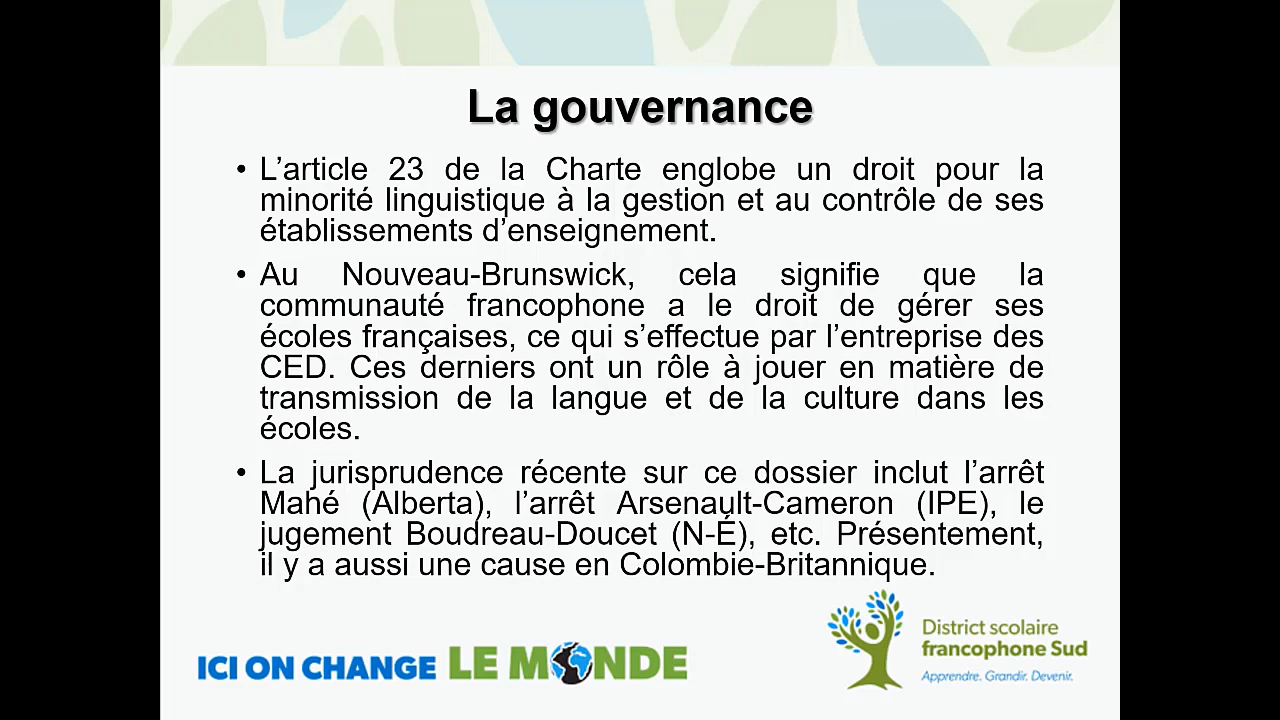 La gouvernance
• L’article 23 de la Charte englobe un droit pour la
minorité linguistique à la gestion et au contrôle de ses
établissements d’enseignement.
• Au Nouveau-Brunswick, cela signifie que la
communauté francophone a le droit de gérer ses
écoles françaises, ce qui s’effectue par l’entreprise des
CED. Ces derniers ont un rôle à jouer en matière de
transmission de la langue et de la culture dans les
écoles.
• La jurisprudence récente sur ce dossier inclut l’arrêt
Mahé (Alberta), l’arrêt Arsenault-Cameron (IPE), le
jugement Boudreau-Doucet (N-É), etc. Présentement,
il y a aussi une cause en Colombie-Britannique.
ICI ON CHANGE LE MONDE
District scolaire
francophone Sud
Apprendre. Grandir. Devenir.